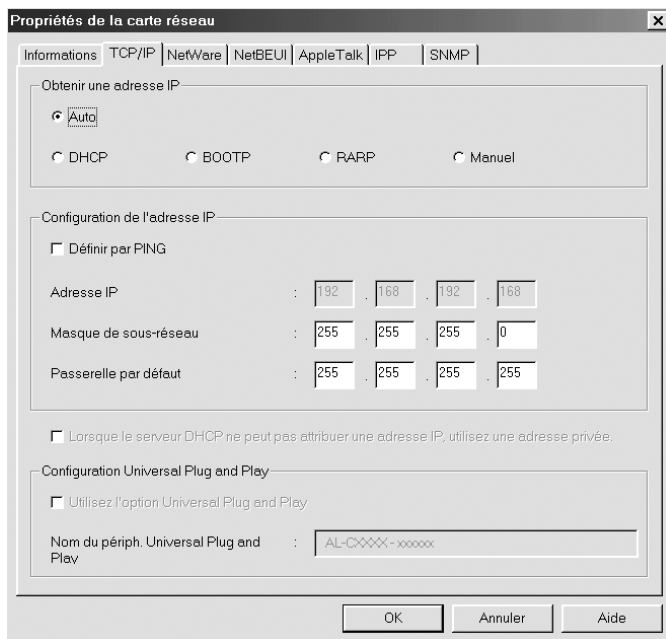 Propriétés de la carte réseau
Informations TCP/IP NetWare NetBEUI AppleTalk IPP SNMP
Obtenir une adresse IP
Auto
DHCP BOOTP RARP Manuel
Configuration de l'adresse IP
Définir par PING
Adresse IP : 192 . 168 . 192 . 168
Masque de sous-réseau : 255 . 255 . 255 . 0
Passerelle par défaut : 255 . 255 . 255 . 255
Lorsque le serveur DHCP ne peut pas attribuer une adresse IP, utilisez une adresse privée.
Configuration Universal Plug and Play
Utilisez l'option Universal Plug and Play
Nom du périph. Universal Plug and : AL-CXXXX - xxxxxx
Play
OK Annuler Aide